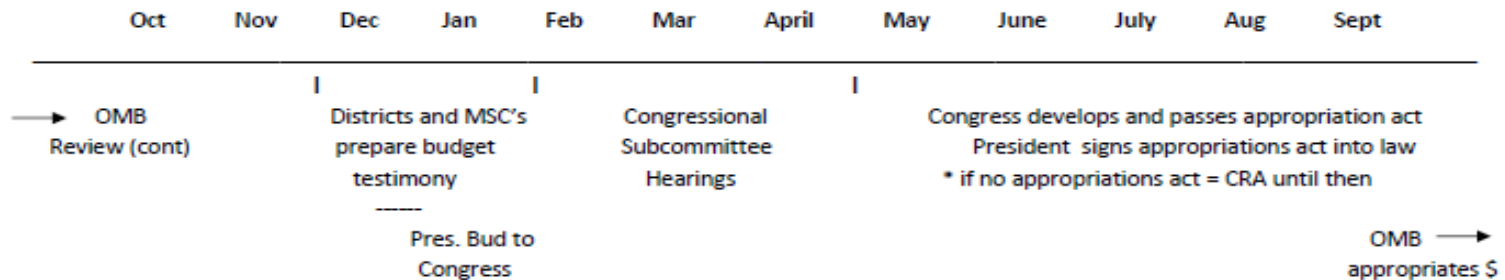 Oct Nov Dec Jan Feb Mar April May June July Aug Sept
OMB Districts and MSC's Congressional Congress develops and passes appropriation act
Review (cont) prepare budget Subcommittee President signs appropriations act into law
testimony Hearings * if no appropriations act = CRA until then
------
Pres. Bud to OMB
Congress appropriates $